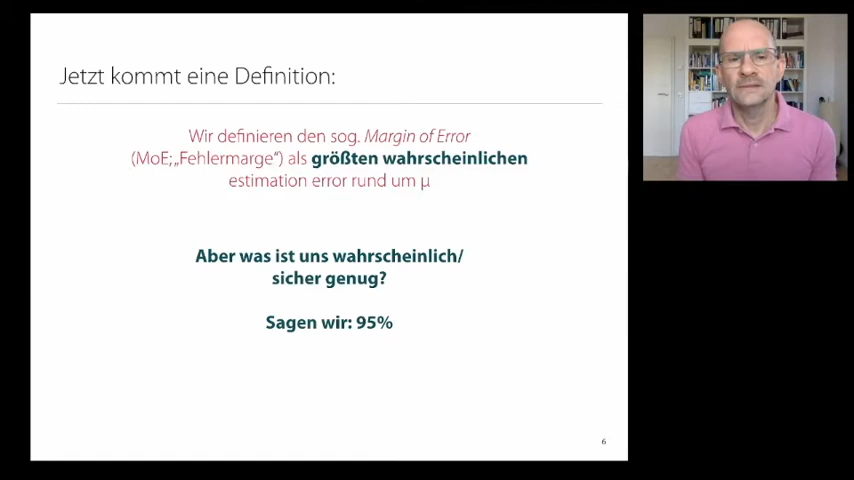 Jetzt kommt eine Definition:
Wir definieren den sog. Margin of Error
(MoE; „Fehlermarge“) als größten wahrscheinlichen
estimation error rund um μ
Aber was ist uns wahrscheinlich/
sicher genug?
Sagen wir: 95%
6